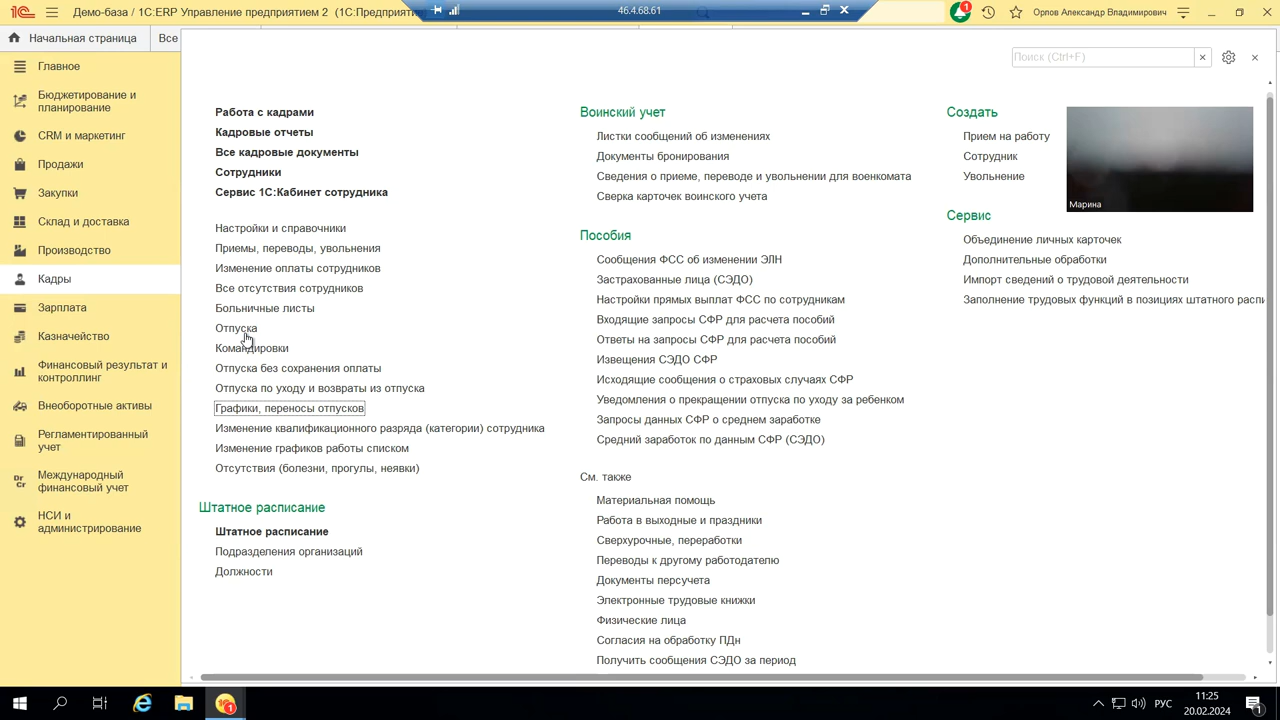 Демо-база / 1С:ERP Управление предприятием 2 (1С:Предприяти
46.4.68.61
1
Орлов Александр Владимирович
Начальная страница
Все
Поиск (Ctrl+F)
Главное
Бюджетирование и
планирование
CRM и маркетинг
Продажи
Закупки
Склад и доставка
Производство
Кадры
Зарплата
Казначейство
Финансовый результат и
контроллинг
Внеоборотные активы
Регламентированный
учет
Международный
финансовый учет
НСИ и
администрирование
Работа с кадрами
Кадровые отчеты
Все кадровые документы
Сотрудники
Сервис 1С:Кабинет сотрудника
Настройки и справочники
Приемы, переводы, увольнения
Изменение оплаты сотрудников
Все отсутствия сотрудников
Больничные листы
Отпуска
Командировки
Отпуска без сохранения оплаты
Отпуска по уходу и возвраты из отпуска
Графики, переносы отпусков
Изменение квалификационного разряда (категории) сотрудника
Изменение графиков работы списком
Отсутствия (болезни, прогулы, неявки)
Штатное расписание
Штатное расписание
Подразделения организаций
Должности
Воинский учет
Листки сообщений об изменениях
Документы бронирования
Сведения о приеме, переводе и увольнении для военкомата
Сверка карточек воинского учета
Пособия
Сообщения ФСС об изменении ЭЛН
Застрахованные лица (СЭДО)
Настройки прямых выплат ФСС по сотрудникам
Входящие запросы СФР для расчета пособий
Ответы на запросы СФР для расчета пособий
Извещения СЭДО СФР
Исходящие сообщения о страховых случаях СФР
Уведомления о прекращении отпуска по уходу за ребенком
Запросы данных СФР о среднем заработке
Средний заработок по данным СФР (СЭДО)
См. также
Материальная помощь
Работа в выходные и праздники
Сверхурочные, переработки
Переводы к другому работодателю
Документы персучета
Электронные трудовые книжки
Физические лица
Согласия на обработку ПДн
Получить сообщения СЭДО за период
Создать
Прием на работу
Сотрудник
Увольнение
Марина
Сервис
Объединение личных карточек
Дополнительные обработки
Импорт сведений о трудовой деятельности
Заполнение трудовых функций в позициях штатного распи
РУС
11:25
20.02.2024
1